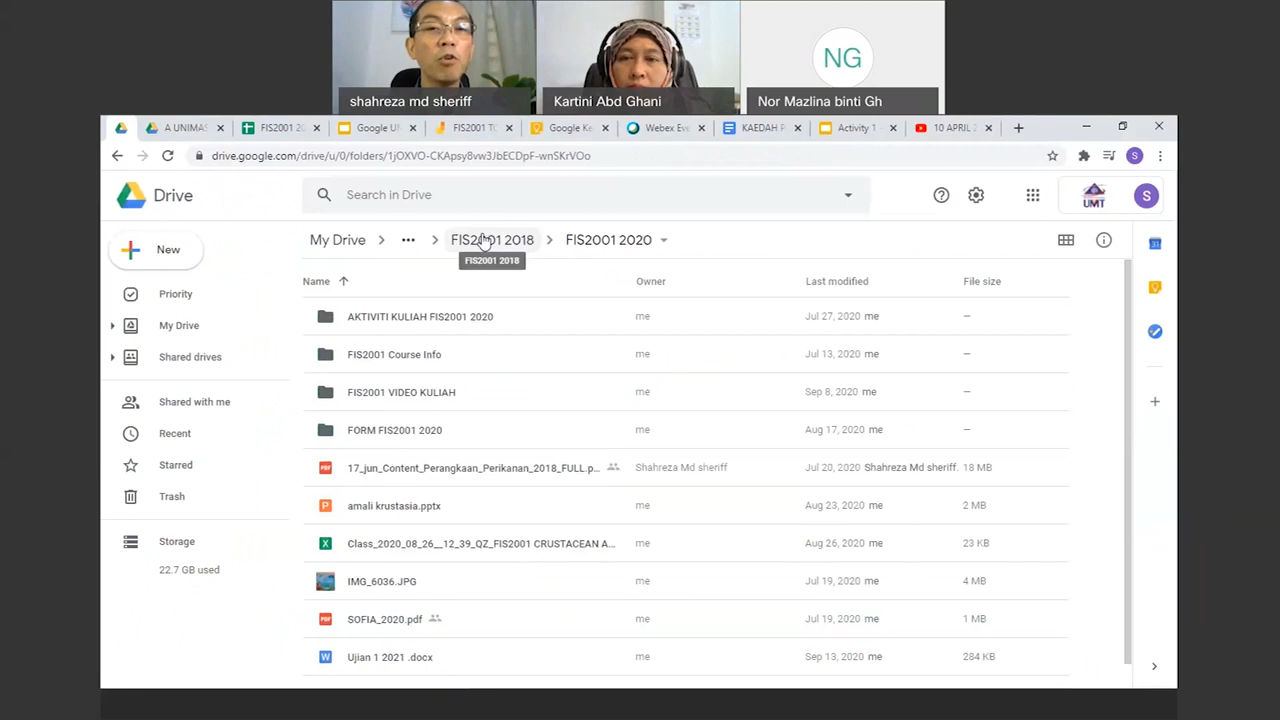 NG
shahreza md sheriff
Kartini Abd Ghani
Nor Mazlina binti Gh
A UNIMAS
FIS2001 20
Google U
FIS2001 TO
Google Ke
Webex Eve
KAEDAH P
Activity 1 -
10 APRIL 2
drive.google.com/drive/u/0/folders/1jOXVO-CKApsy8vw3JbECDpF-wnSKrVOo
S
Drive
Search in Drive
UMT
S
New
My Drive
FIS2001 2018
FIS2001 2020
FIS2001 2018
Priority
My Drive
Shared drives
Shared with me
Recent
Starred
Trash
Storage
22.7 GB used
Name Owner Last modified File size
AKTIVITI KULIAH FIS2001 2020 me Jul 27, 2020 me —
FIS2001 Course Info me Jul 13, 2020 me —
FIS2001 VIDEO KULIAH me Sep 8, 2020 me —
FORM FIS2001 2020 me Aug 17, 2020 me —
PDF 17_jun_Content_Perangkaan_Perikanan_2018_FULL.p... Shahreza Md sheriff Jul 20, 2020 Shahreza Md sheriff. 18 MB
P amali krustasia.pptx me Aug 23, 2020 me 2 MB
X Class_2020_08_26__12_39_QZ_FIS2001 CRUSTACEAN A... me Aug 26, 2020 me 23 KB
IMG_6036.JPG me Jul 19, 2020 me 4 MB
PDF SOFIA_2020.pdf me Jul 19, 2020 me 1 MB
W Ujian 1 2021 .docx me Sep 13, 2020 me 284 KB
31